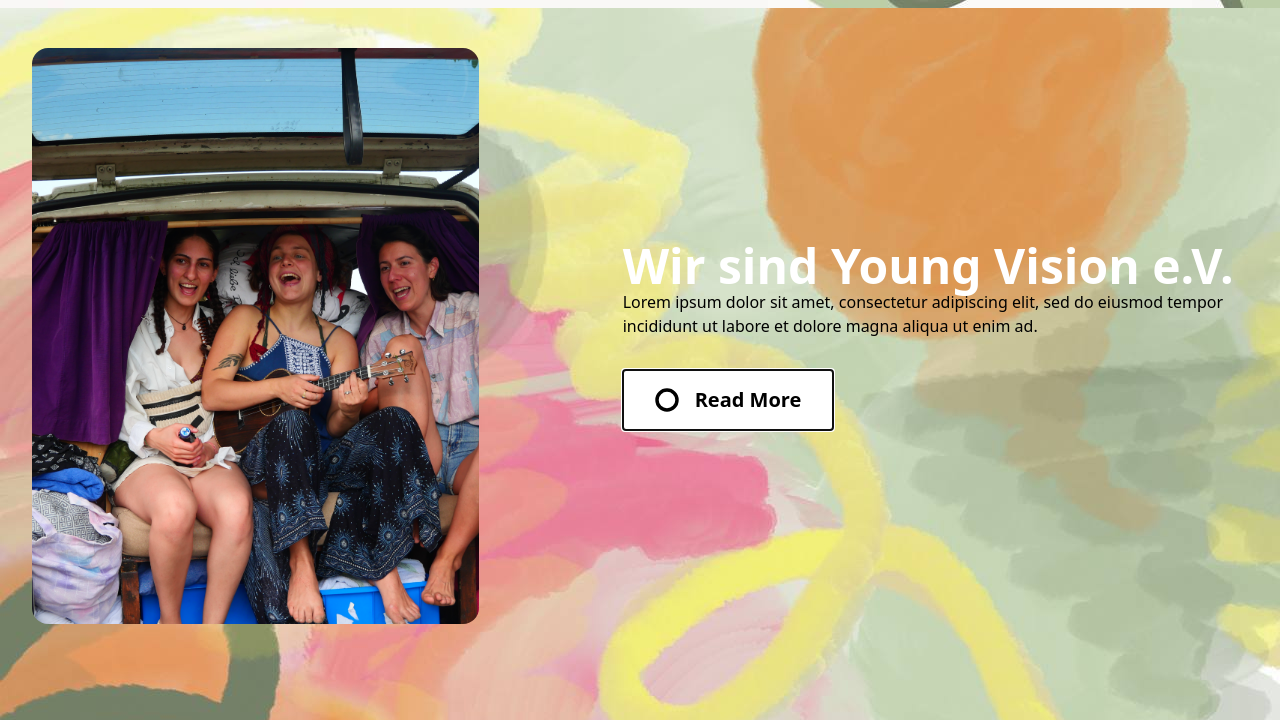 Wir sind Young Vision e.V.
Lorem ipsum dolor sit amet, consectetur adipiscing elit, sed do eiusmod tempor
incididunt ut labore et dolore magna aliqua ut enim ad.
Read More